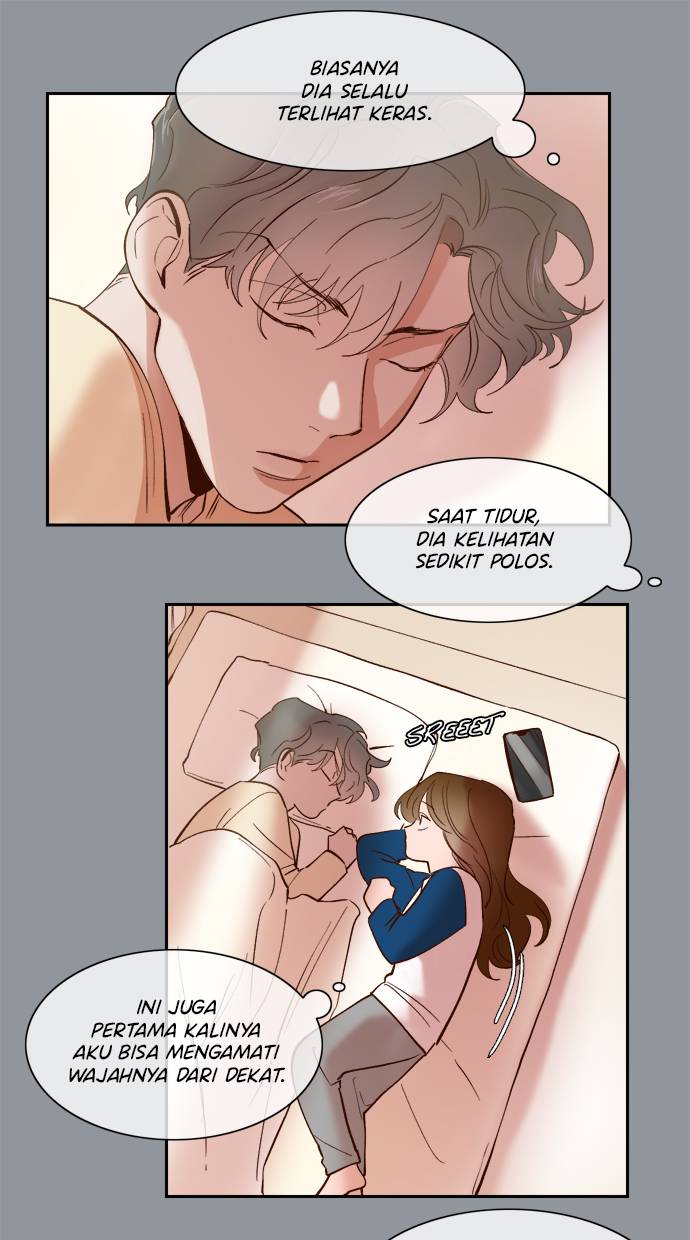 BIASANYA
DIA SELALU
TERLIHAT KERAS.
SAAT TIDUR,
DIA KELIHATAN
SEDIKIT POLOS.
SREEET
INI JUGA
PERTAMA KALINYA
AKU BISA MENGAMATI
WAJAHNYA DARI DEKAT.